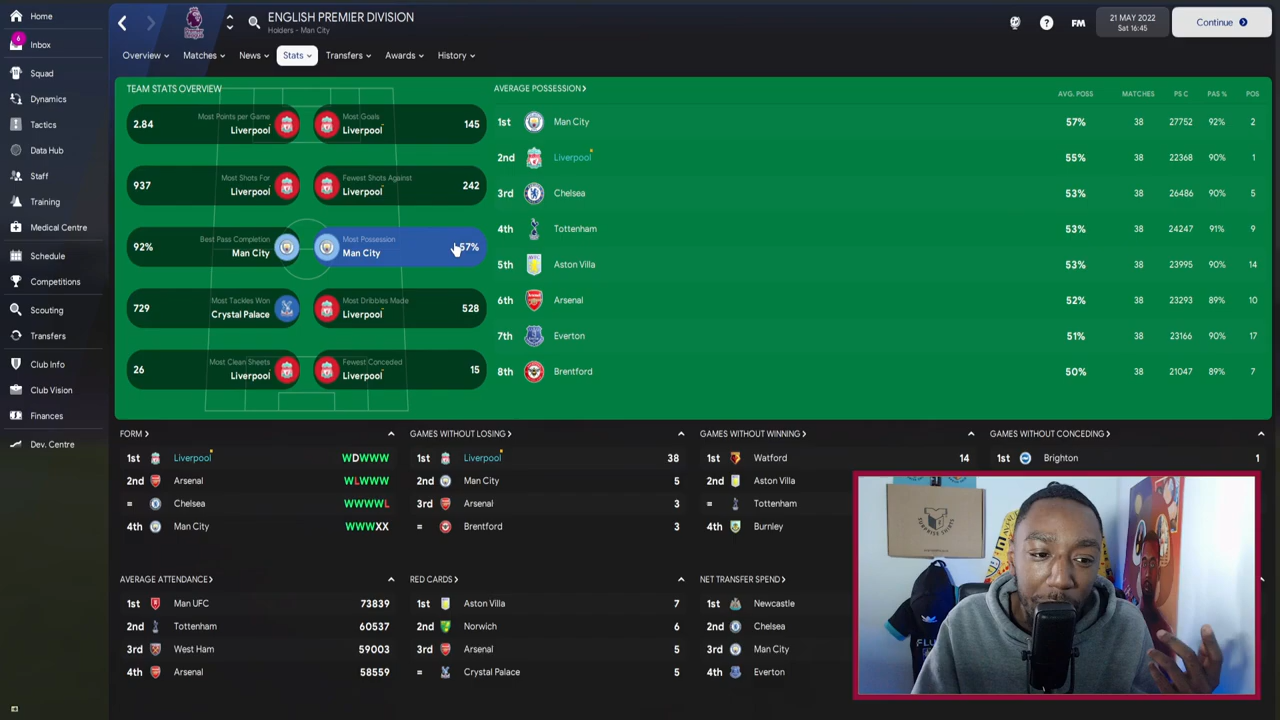 Home
Inbox
6
Squad
Dynamics
Tactics
Data Hub
Staff
Training
Medical Centre
Schedule
Competitions
Scouting
Transfers
Club Info
Club Vision
Finances
Dev. Centre
ENGLISH PREMIER DIVISION
Holders - Man City
FM
21 MAY 2022
Sat 16:45
Continue
Overview Matches News Stats Transfers Awards History
TEAM STATS OVERVIEW
2.84 Most Points per Game Liverpool
Most Goals Liverpool 145
937 Most Shots For Liverpool
Fewest Shots Against Liverpool 242
92% Best Pass Completion Man City
Most Possession Man City 57%
729 Most Tackles Won Crystal Palace
Most Dribbles Made Liverpool 528
26 Most Clean Sheets Liverpool
Fewest Conceded Liverpool 15
AVERAGE POSSESSION AVG. POSS MATCHES PS C PAS % POS
1st Man City 57% 38 27752 92% 2
2nd Liverpool 55% 38 22368 90% 1
3rd Chelsea 53% 38 26486 90% 5
4th Tottenham 53% 38 24247 91% 9
5th Aston Villa 53% 38 23995 90% 14
6th Arsenal 52% 38 23293 89% 10
7th Everton 51% 38 23166 90% 17
8th Brentford 50% 38 21047 89% 7
FORM
1st Liverpool WDWWW
2nd Arsenal WLWWW
= Chelsea WWWWL
4th Man City WWWXX
GAMES WITHOUT LOSING
1st Liverpool 38
2nd Man City 5
3rd Arsenal 3
= Brentford 3
GAMES WITHOUT WINNING
1st Watford 14
2nd Aston Villa
= Tottenham
4th Burnley
GAMES WITHOUT CONCEDING
1st Brighton 1
AVERAGE ATTENDANCE
1st Man UFC 73839
2nd Tottenham 60537
3rd West Ham 59003
4th Arsenal 58559
RED CARDS
1st Aston Villa 7
2nd Norwich 6
3rd Arsenal 5
= Crystal Palace 5
NET TRANSFER SPEND
1st Newcastle
2nd Chelsea
3rd Man City
4th Everton
SURPRISE SHIRTS